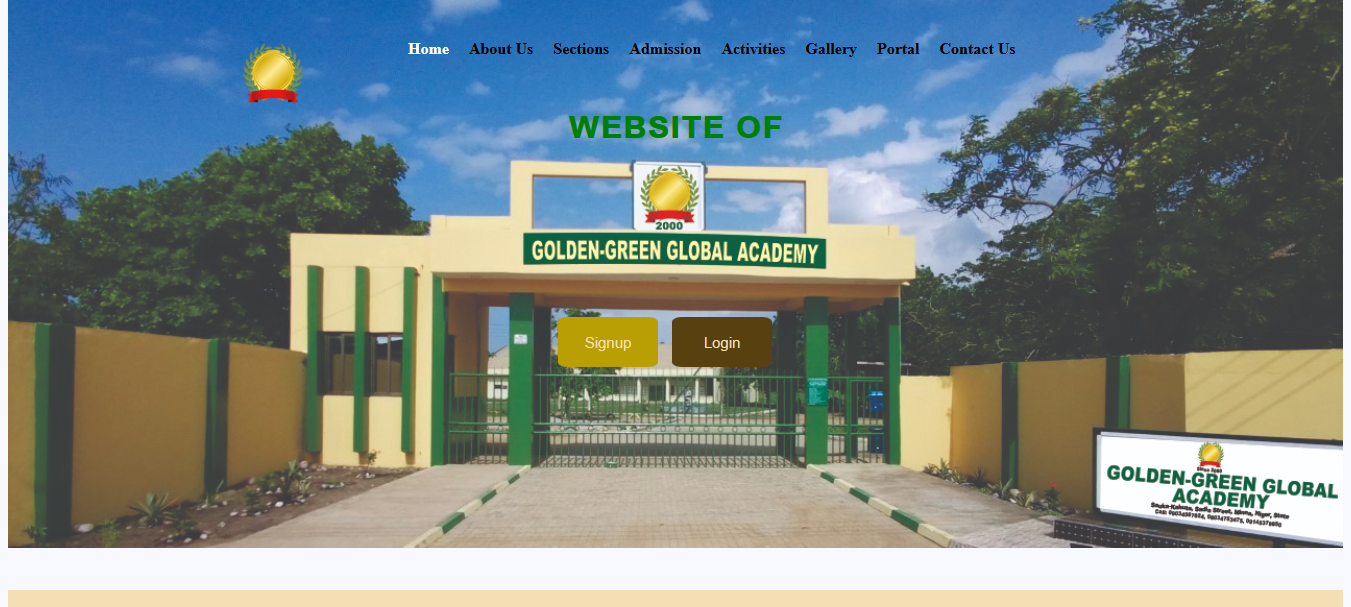 Home About Us Sections Admission Activities Gallery Portal Contact Us
WEBSITE OF
2000
GOLDEN-GREEN GLOBAL ACADEMY
Signup Login
GOLDEN-GREEN GLOBAL
ACADEMY